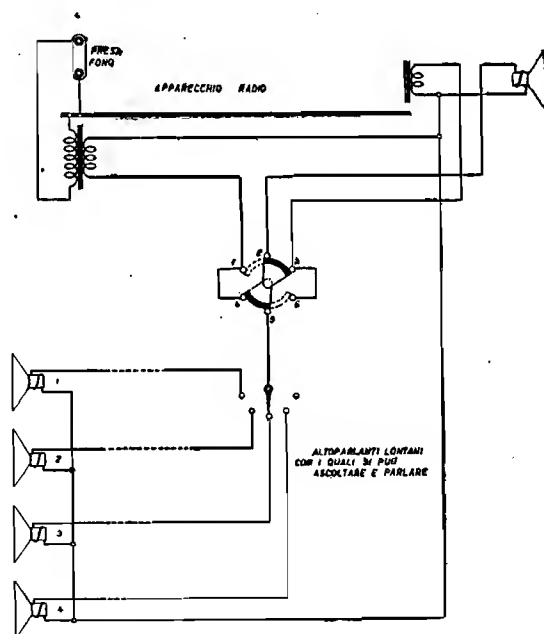 PRESA
FONO
APPARECCHIO RADIO
1 2 3
4 5 6
1
2
3
4
ALTOPARLANTI LONTANI
CON I QUALI SI PUÒ
ASCOLTARE E PARLARE